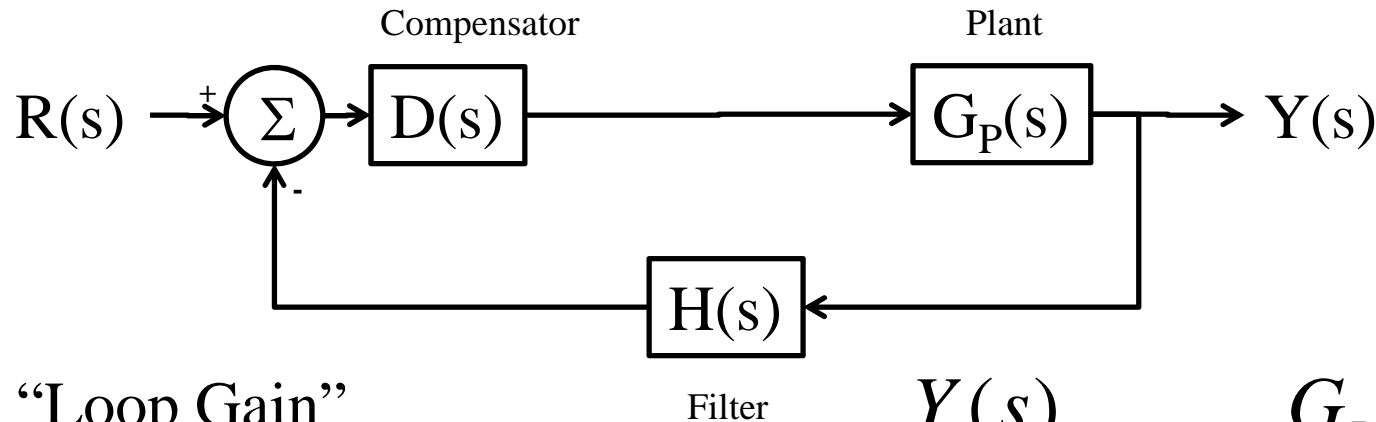 Compensator Plant
R(s) + Σ D(s) G_P(s) Y(s)
-
H(s)
Filter
"Loop Gain" Y(s)